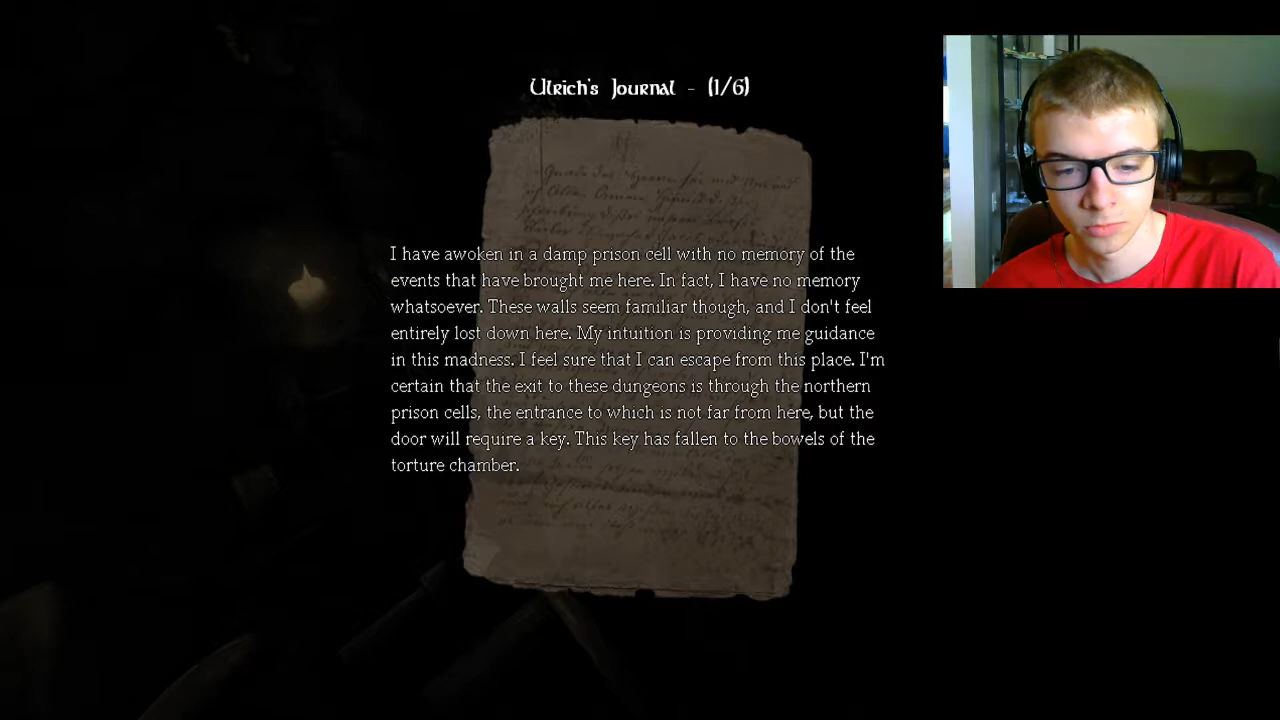 Ulrich's Journal - (1/6)
I have awoken in a damp prison cell with no memory of the
events that have brought me here. In fact, I have no memory
whatsoever. These walls seem familiar though, and I don't feel
entirely lost down here. My intuition is providing me guidance
in this madness. I feel sure that I can escape from this place. I'm
certain that the exit to these dungeons is through the northern
prison cells, the entrance to which is not far from here, but the
door will require a key. This key has fallen to the bowels of the
torture chamber.